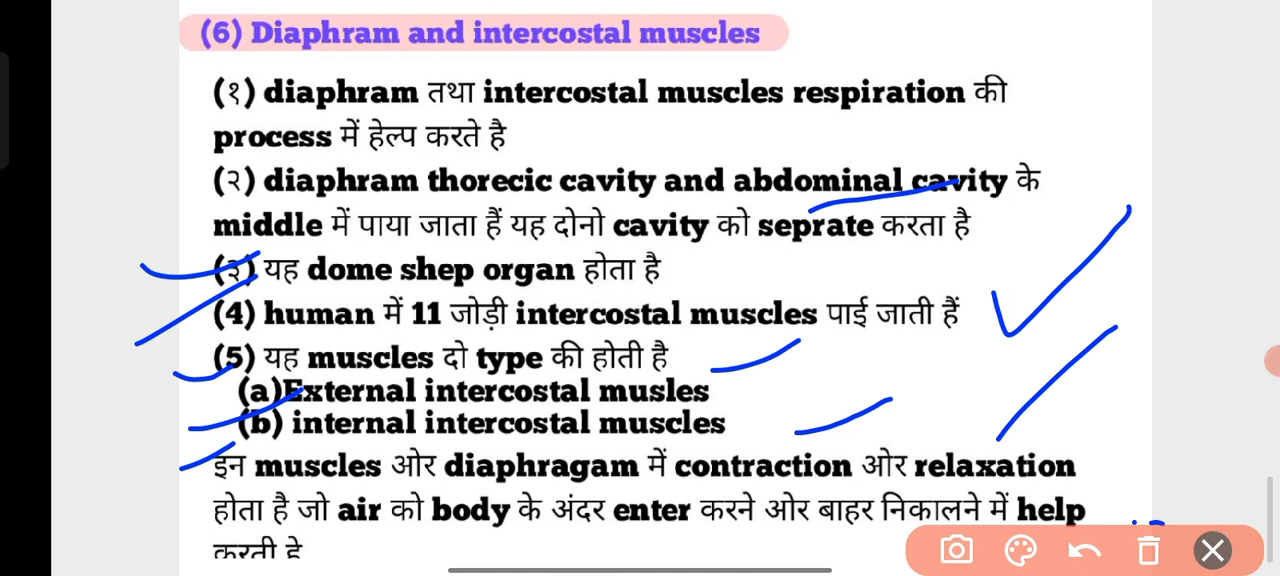 (6) Diaphram and intercostal muscles
(१) diaphram तथा intercostal muscles respiration की
process में हेल्प करते है
(२) diaphram thorecic cavity and abdominal cavity के
middle में पाया जाता हैं यह दोनो cavity को seprate करता है
(३) यह dome shep organ होता है
(4) human में 11 जोड़ी intercostal muscles पाई जाती हैं
(5) यह muscles दो type की होती है
(a)External intercostal musles
(b) internal intercostal muscles
इन muscles ओर diaphragam में contraction ओर relaxation
होता है जो air को body के अंदर enter करने ओर बाहर निकालने में help
करती हे